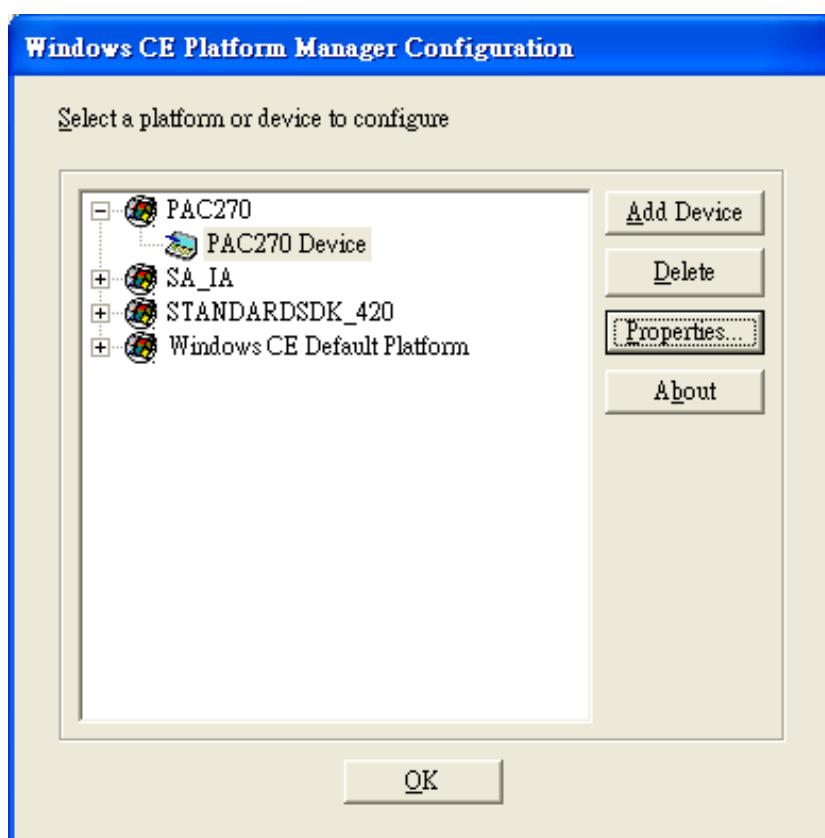 Windows CE Platform Manager Configuration
Select a platform or device to configure
PAC270
PAC270 Device
SA_IA
STANDARDSDK_420
Windows CE Default Platform
Add Device
Delete
Properties...
About
OK